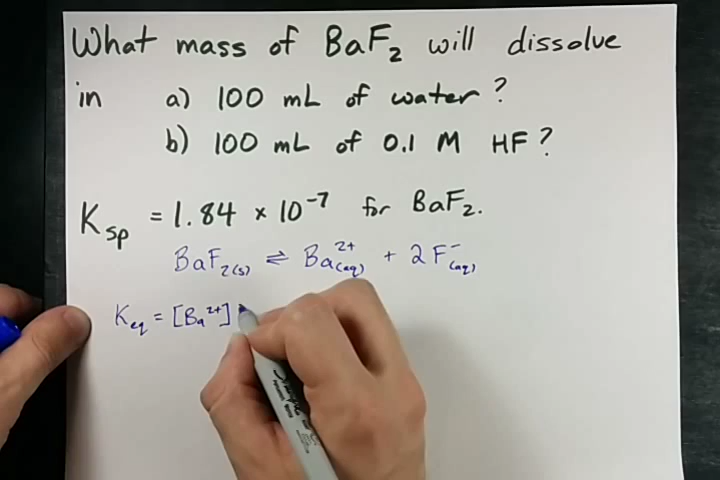 What mass of BaF₂ will dissolve
in a) 100 mL of water?
b) 100 mL of 0.1 M HF?
Ksp = 1.84 × 10⁻⁷ for BaF₂.
BaF₂(s) ⇌ Ba²⁺(aq) + 2F⁻(aq)
Keq = [Ba²⁺]
Sharpie